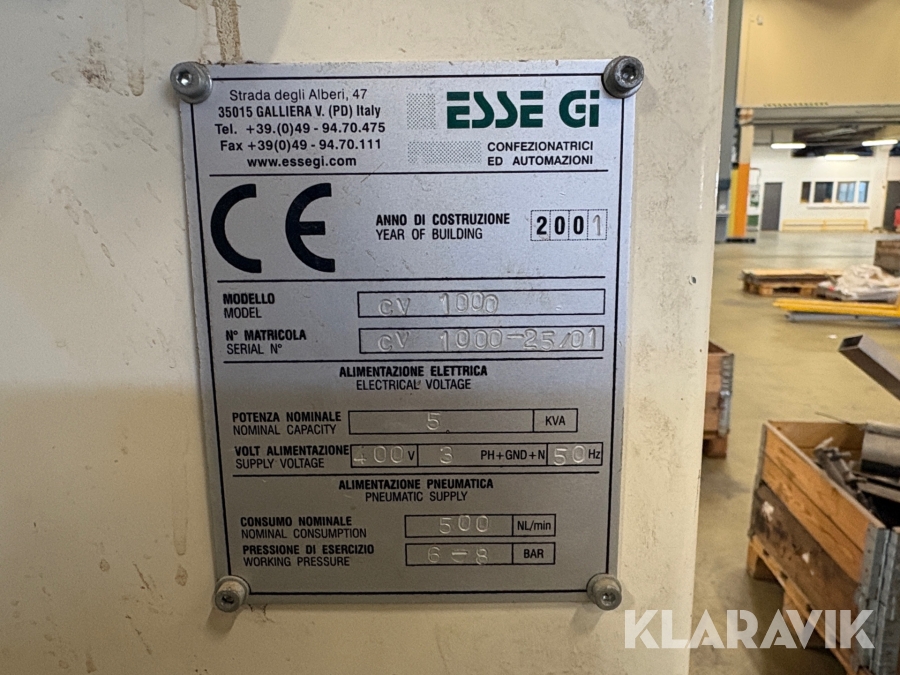 Strada degli Alberi, 47
35015 GALLIERA V. (PD) Italy
Tel. +39.(0)49 - 94.70.475
Fax +39(0)49 - 94.70.111
www.essegi.com
ESSE GI
CONFEZIONATRICI
ED AUTOMAZIONI
CE
ANNO DI COSTRUZIONE
YEAR OF BUILDING
2001
MODELLO
MODEL
CV 1000
N° MATRICOLA
SERIAL N°
CV 1000-25/01
ALIMENTAZIONE ELETTRICA
ELECTRICAL VOLTAGE
POTENZA NOMINALE
NOMINAL CAPACITY
5 KVA
VOLT ALIMENTAZIONE
SUPPLY VOLTAGE
400 V 3 PH+GND+N 50 Hz
ALIMENTAZIONE PNEUMATICA
PNEUMATIC SUPPLY
CONSUMO NOMINALE
NOMINAL CONSUMPTION
500 NL/min
PRESSIONE DI ESERCIZIO
WORKING PRESSURE
6-8 BAR
KLARAVIK